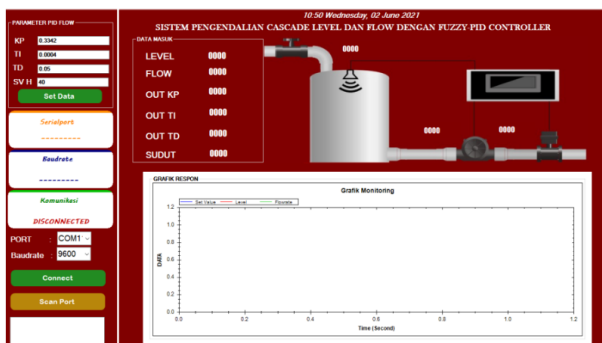 10:50 Wednesday, 02 June 2021
SISTEM PENGENDALIAN CASCADE LEVEL DAN FLOW DENGAN FUZZY-PID CONTROLLER
PARAMETER PID FLOW
KP 0.3342
TI 0.0004
TD 0.05
SV H 40
Set Data
Serialport
---------
Baudrate
---------
Komunikasi
DISCONNECTED
PORT : COM1
Baudrate : 9600
Connect
Scan Port
DATA MASUK
LEVEL 0000
FLOW 0000
OUT KP 0000
OUT TI 0000
OUT TD 0000
SUDUT 0000
0000
0000
0000
GRAFIK RESPON
Grafik Monitoring
Set Value Level Flowrate
1.2
1.0
0.8
0.6
0.4
0.2
0.0
DATA
0.0 0.2 0.4 0.6 0.8 1.0 1.2
Time (Second)